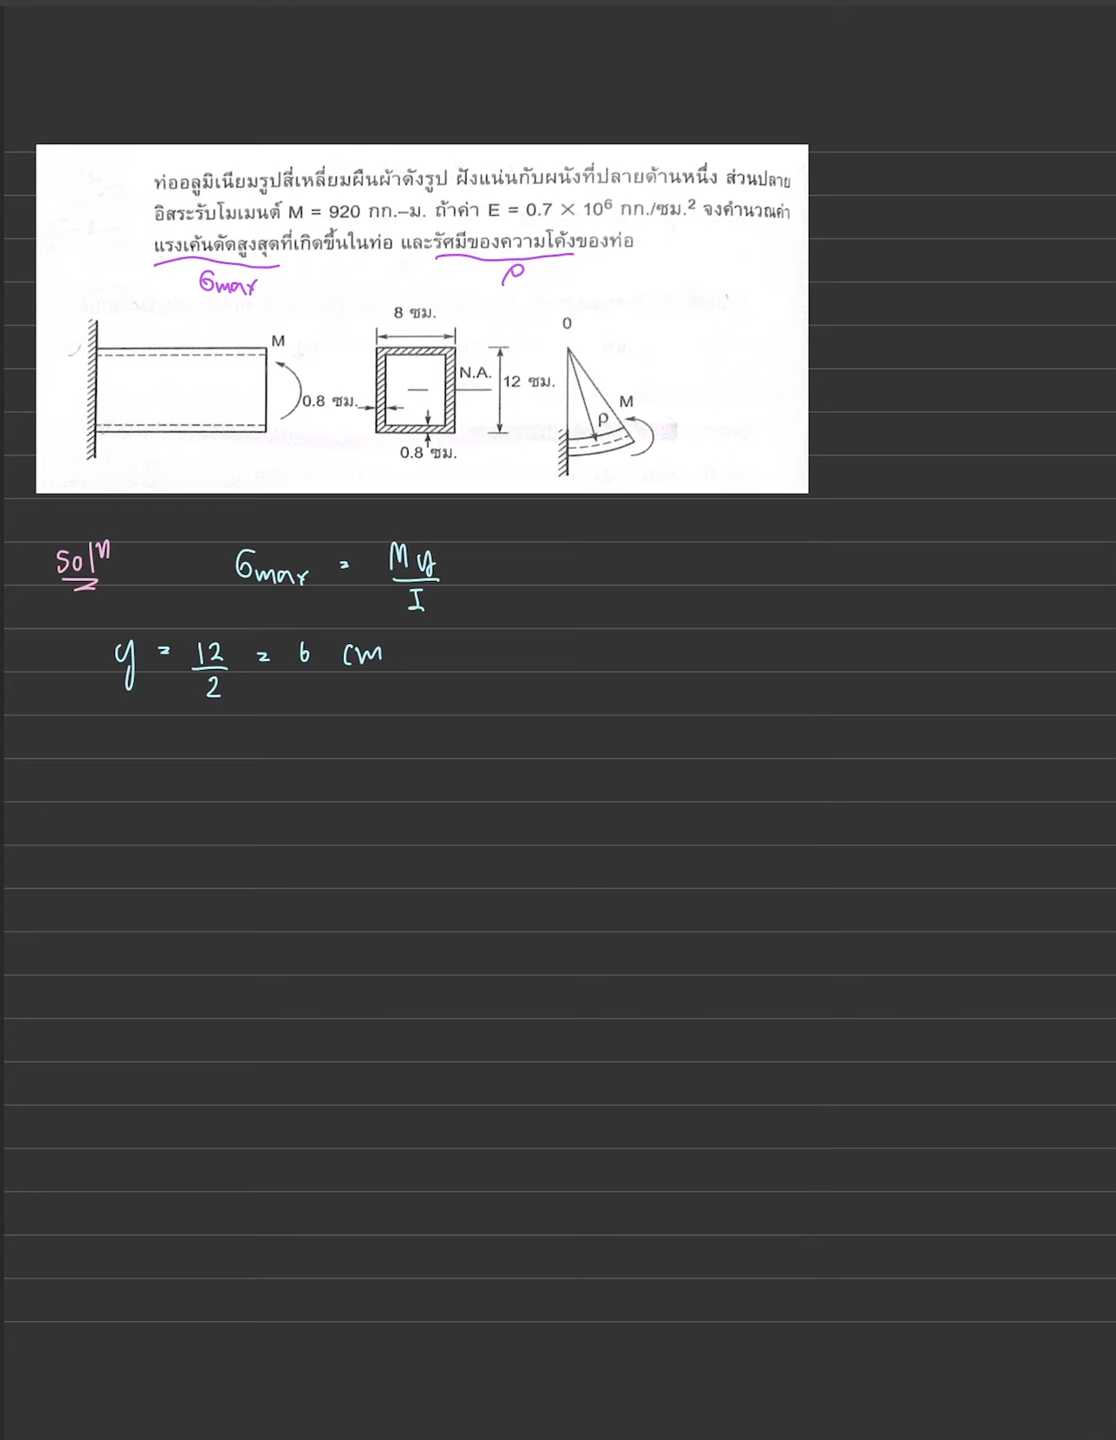 ท่ออลูมิเนียมรูปสี่เหลี่ยมผืนผ้าดังรูป ฝังแน่นกับผนังที่ปลายด้านหนึ่ง ส่วนปลาย
อิสระรับโมเมนต์ M = 920 กก.–ม. ถ้าค่า E = 0.7 × 10⁶ กก./ซม.² จงคำนวณค่า
แรงเค้นดัดสูงสุดที่เกิดขึ้นในท่อ และรัศมีของความโค้งของท่อ
σmax ρ
8 ซม.
0
M
N.A.
12 ซม.
0.8 ซม.
M
ρ
0.8 ซม.
Solⁿ σmax = My/I
y = 12/2 = 6 cm